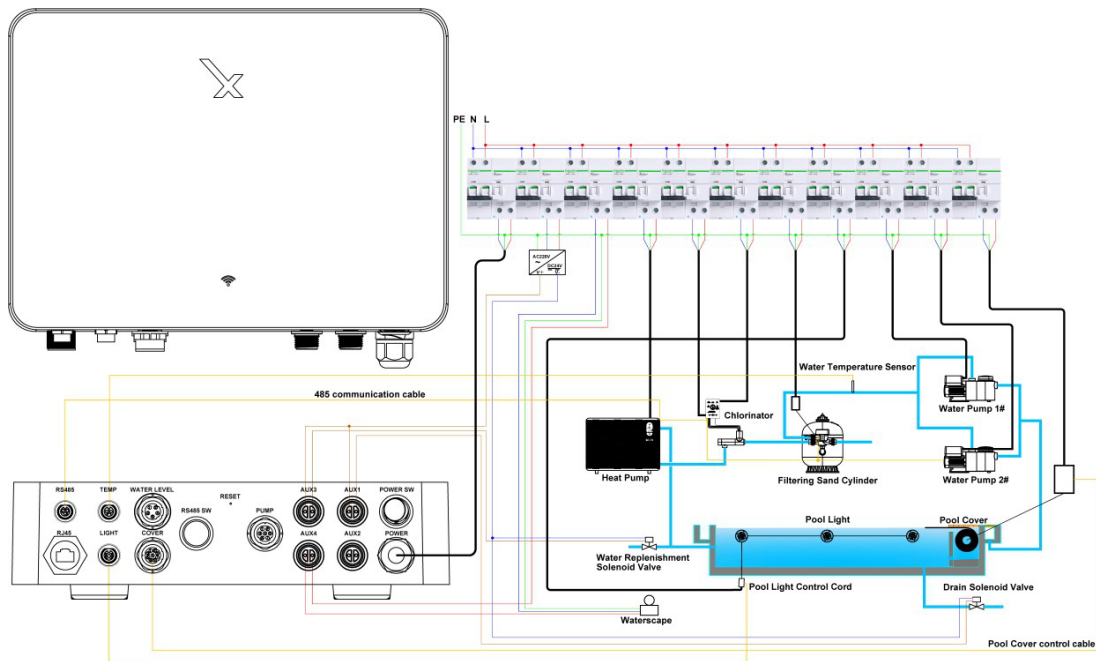 PE N L
AC220V
DC24V
Water Temperature Sensor
485 communication cable
Chlorinator
Water Pump 1#
Heat Pump
Filtering Sand Cylinder
Water Pump 2#
RS485
TEMP
WATER LEVEL
RESET
AUX3
AUX1
POWER SW
RS485 SW
PUMP
RJ45
LIGHT
COVER
AUX4
AUX2
POWER
Pool Light
Pool Cover
Water Replenishment
Solenoid Valve
Pool Light Control Cord
Drain Solenoid Valve
Waterscape
Pool Cover control cable